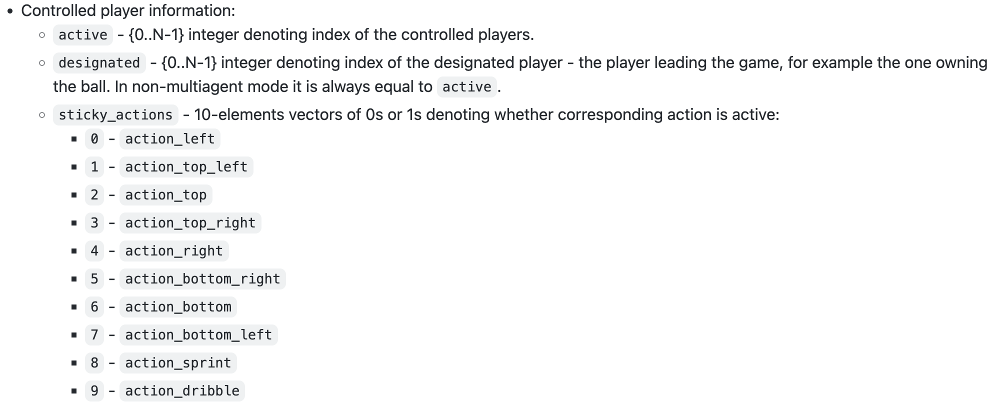 • Controlled player information:
◦ active - {0..N-1} integer denoting index of the controlled players.
◦ designated - {0..N-1} integer denoting index of the designated player - the player leading the game, for example the one owning
the ball. In non-multiagent mode it is always equal to active.
◦ sticky_actions - 10-elements vectors of 0s or 1s denoting whether corresponding action is active:
▪ 0 - action_left
▪ 1 - action_top_left
▪ 2 - action_top
▪ 3 - action_top_right
▪ 4 - action_right
▪ 5 - action_bottom_right
▪ 6 - action_bottom
▪ 7 - action_bottom_left
▪ 8 - action_sprint
▪ 9 - action_dribble